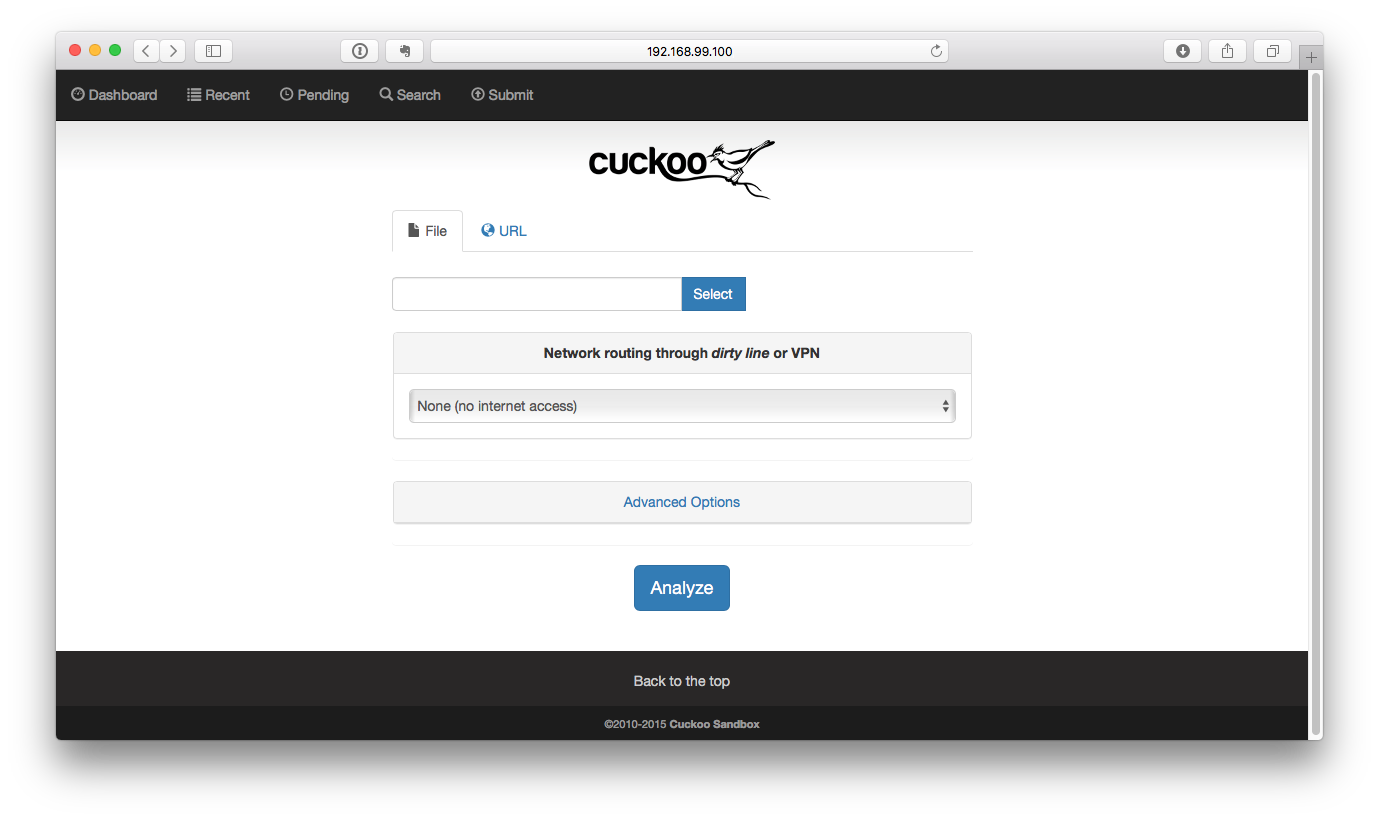 192.168.99.100
Dashboard Recent Pending Search Submit
cuckoo
File URL
Select
Network routing through dirty line or VPN
None (no internet access)
Advanced Options
Analyze
Back to the top
©2010-2015 Cuckoo Sandbox